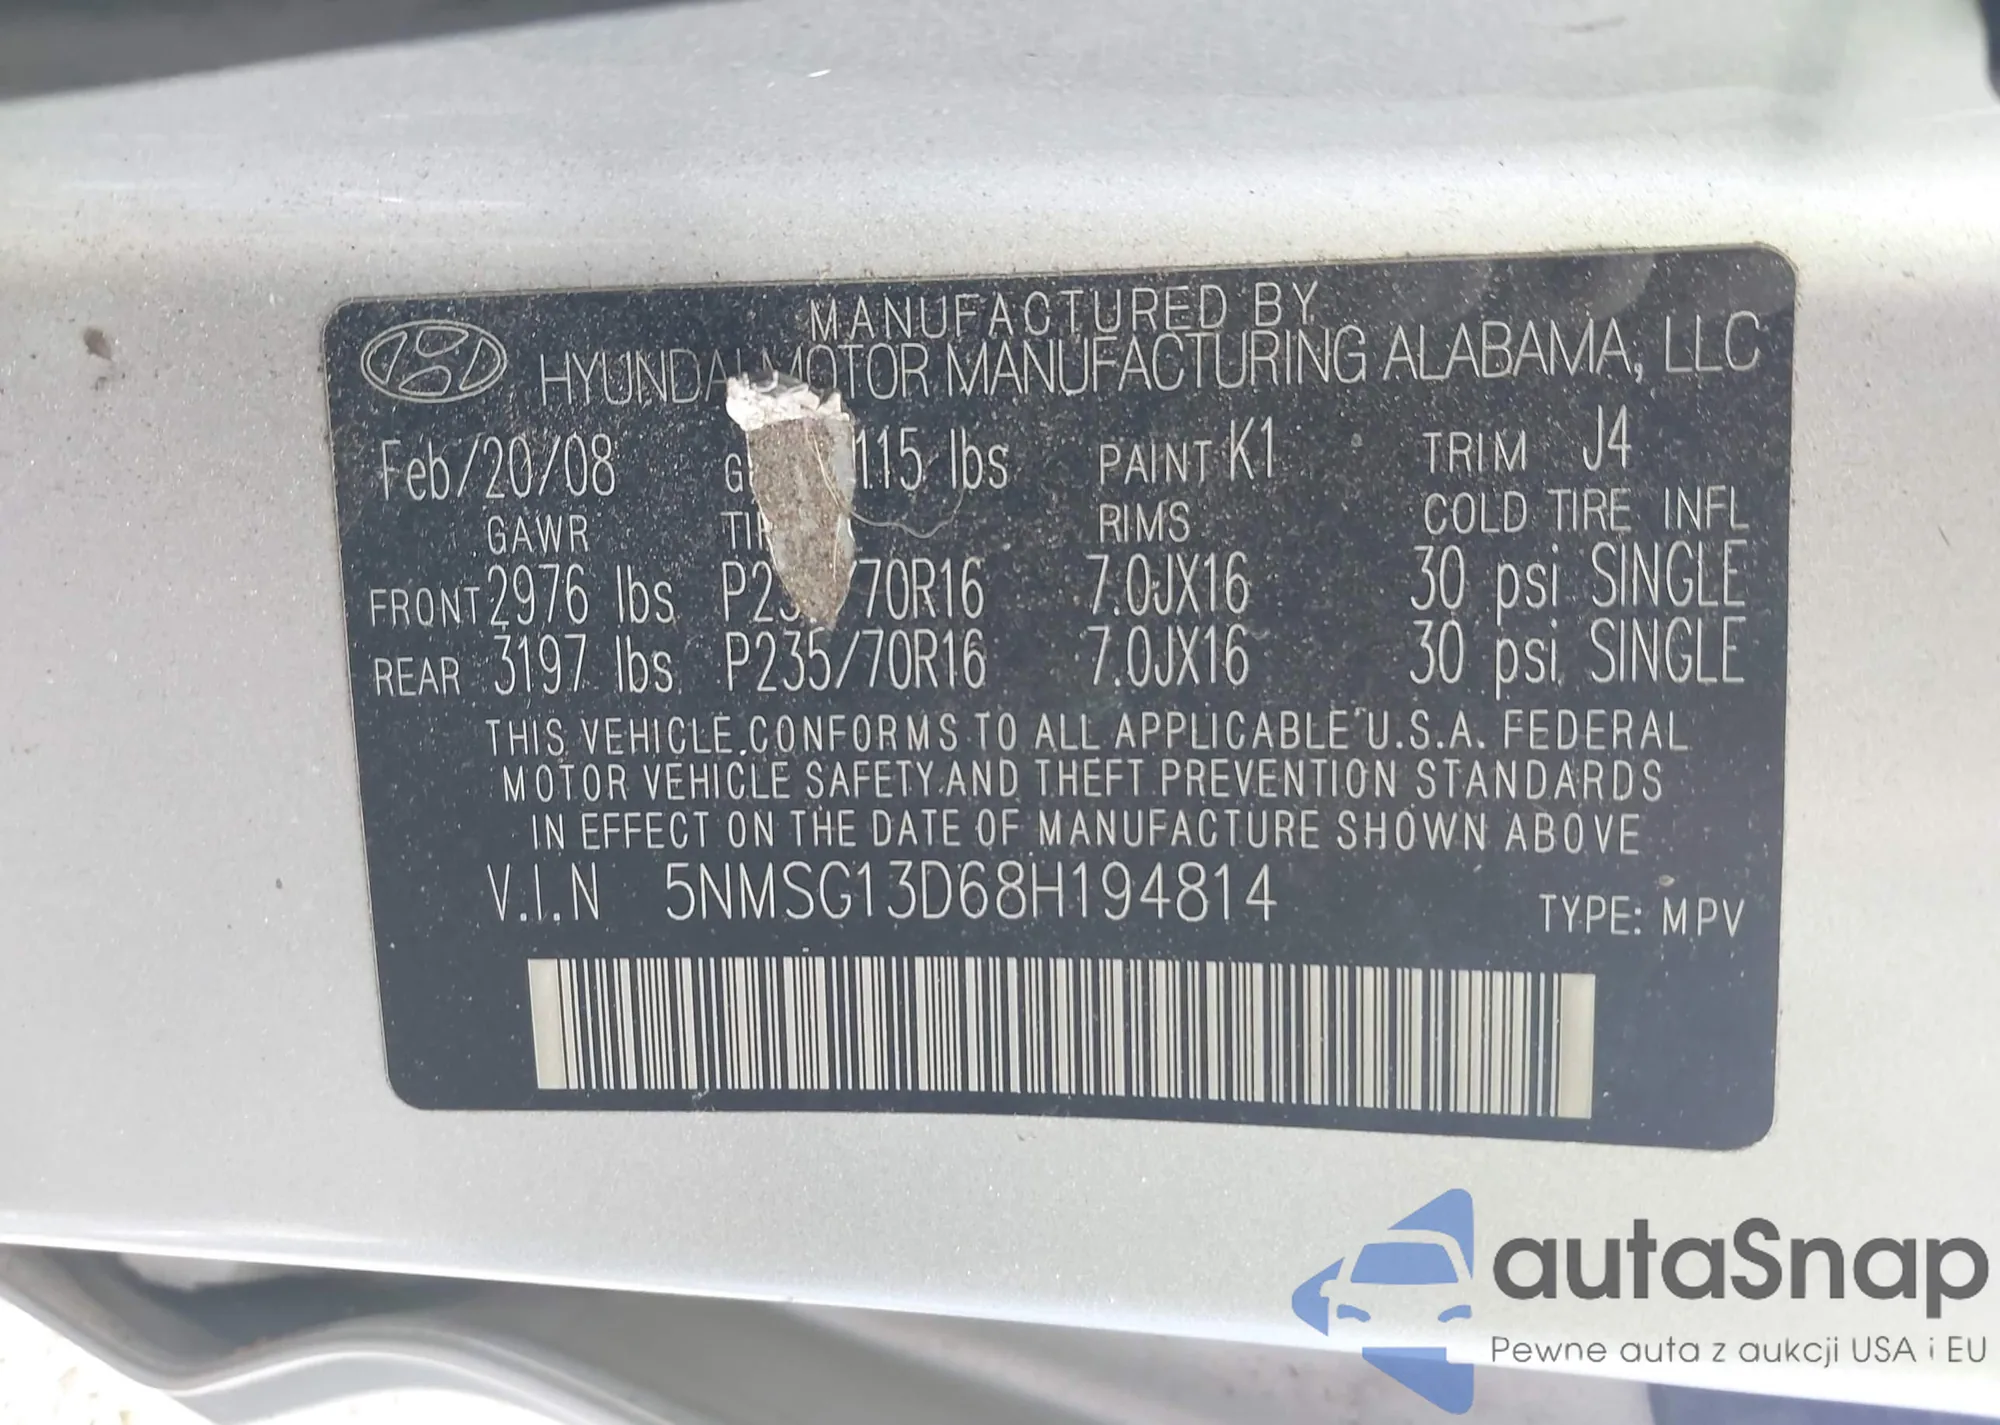 MANUFACTURED BY
HYUNDAI MOTOR MANUFACTURING ALABAMA, LLC
Feb/20/08 115 lbs PAINT K1 TRIM J4
GAWR RIMS COLD TIRE INFL
FRONT 2976 lbs /70R16 7.0JX16 30 psi SINGLE
REAR 3197 lbs P235/70R16 7.0JX16 30 psi SINGLE
THIS VEHICLE CONFORMS TO ALL APPLICABLE U.S.A. FEDERAL
MOTOR VEHICLE SAFETY AND THEFT PREVENTION STANDARDS
IN EFFECT ON THE DATE OF MANUFACTURE SHOWN ABOVE
V.I.N 5NMSG13D68H194814
TYPE: MPV
autaSnap
Pewne auta z aukcji USA i EU